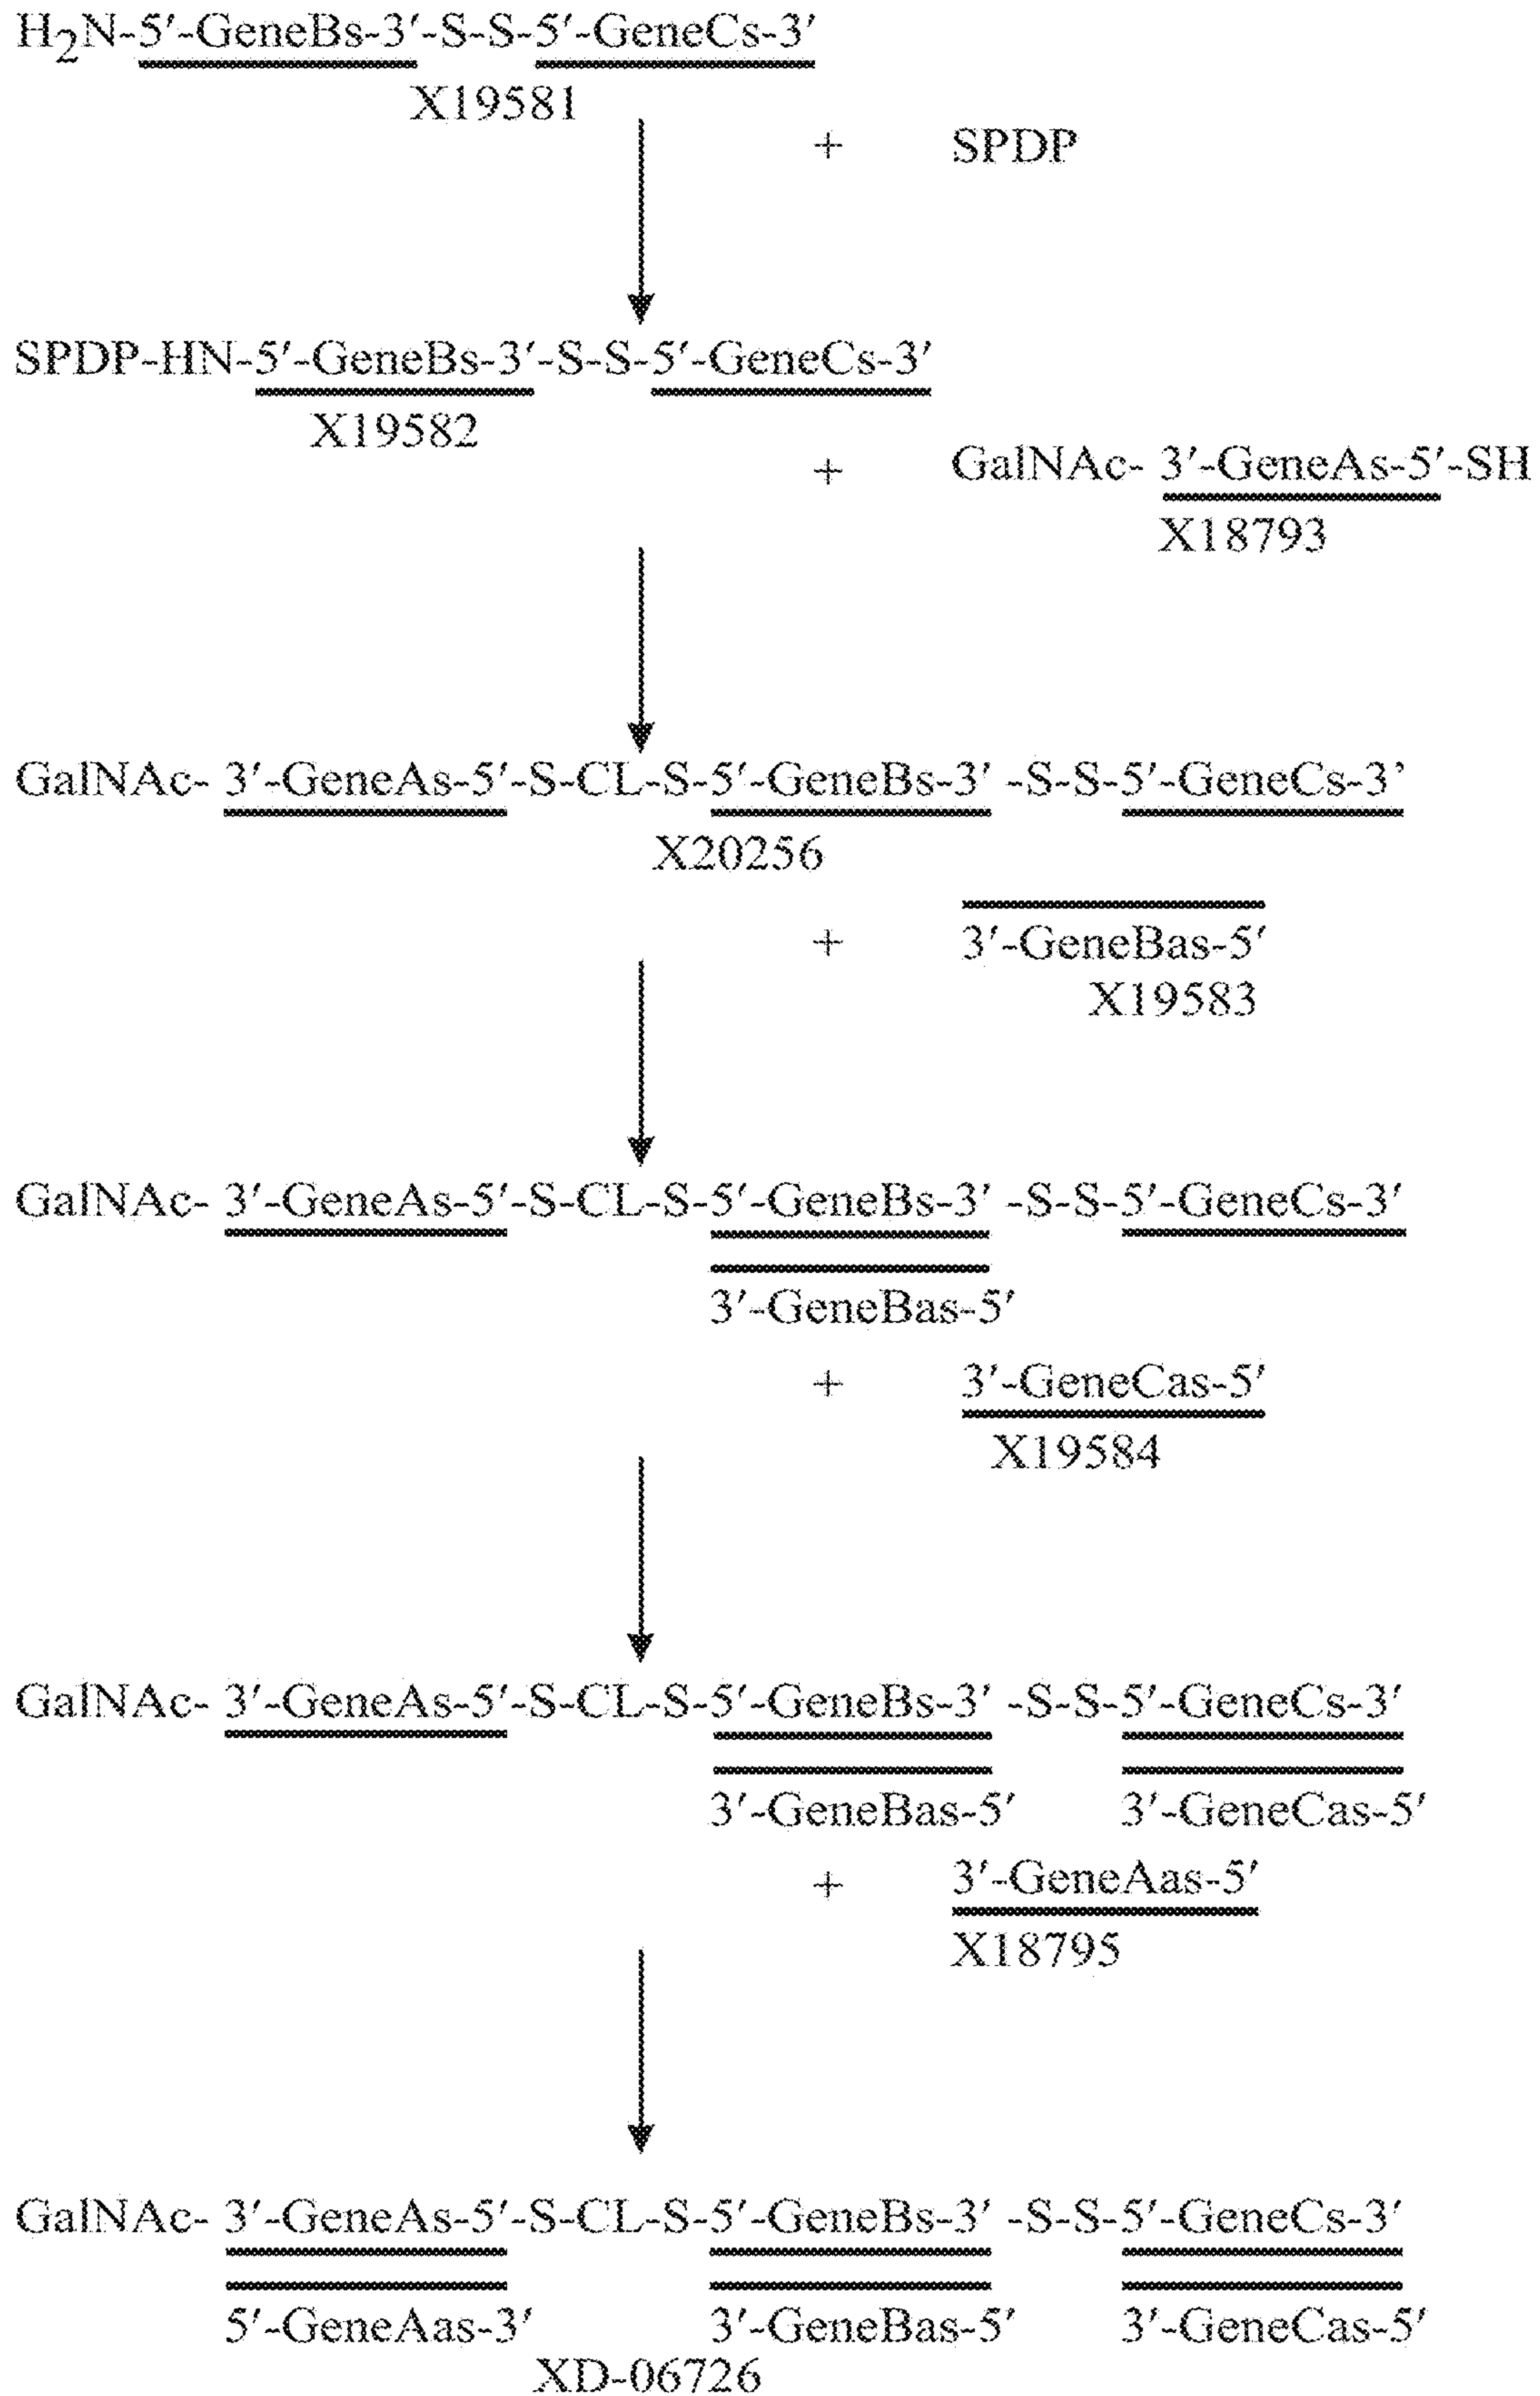 H2N-5′-GeneBs-3′-S-S-5′-GeneCs-3′
X19581
+ SPDP
SPDP-HN-5′-GeneBs-3′-S-S-5′-GeneCs-3′
X19582
+ GalNAc- 3′-GeneAs-5′-SH
X18793
GalNAc- 3′-GeneAs-5′-S-CL-S-5′-GeneBs-3′ -S-S-5′-GeneCs-3’
X20256
+ 3′-GeneBas-5′
X19583
GalNAc- 3′-GeneAs-5′-S-CL-S-5′-GeneBs-3′ -S-S-5′-GeneCs-3′
3′-GeneBas-5′
+ 3′-GeneCas-5′
X19584
GalNAc- 3′-GeneAs-5′-S-CL-S-5′-GeneBs-3′ -S-S-5′-GeneCs-3′
3′-GeneBas-5′ 3′-GeneCas-5′
+ 3′-GeneAas-5′
X18795
GalNAc- 3′-GeneAs-5′-S-CL-S-5′-GeneBs-3′ -S-S-5′-GeneCs-3′
5′-GeneAas-3′ 3′-GeneBas-5′ 3′-GeneCas-5′
XD-06726